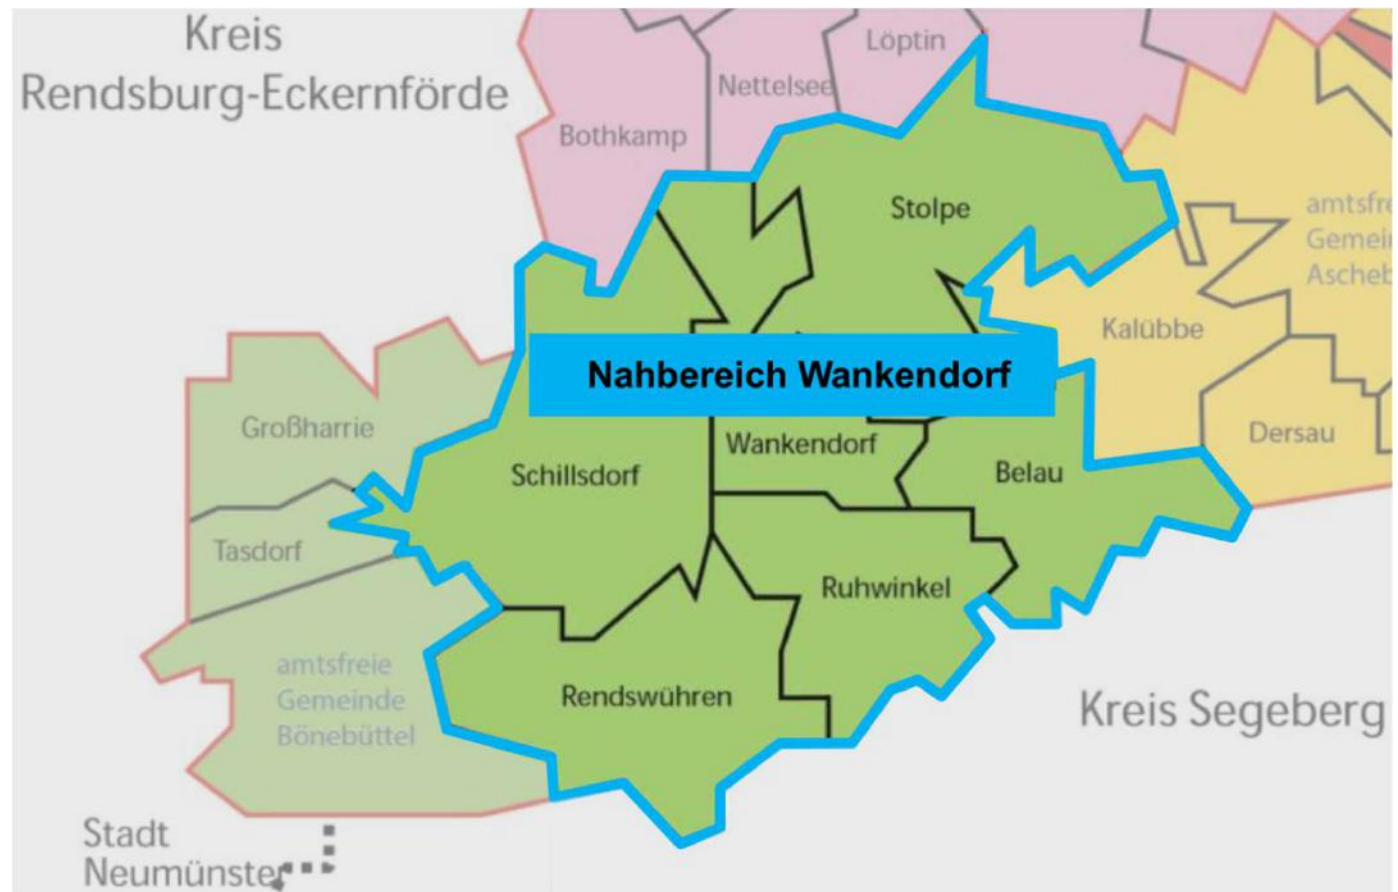 Kreis
Rendsburg-Eckernförde
Löptin
Nettelsee
Bothkamp
Stolpe
amtsfre
Gemei
Ascheb
Kalübbe
Nahbereich Wankendorf
Großharrie
Wankendorf
Dersau
Schillsdorf
Belau
Tasdorf
Ruhwinkel
amtsfreie
Gemeinde
Bönebüttel
Rendswühren
Kreis Segeberg
Stadt
Neumünster